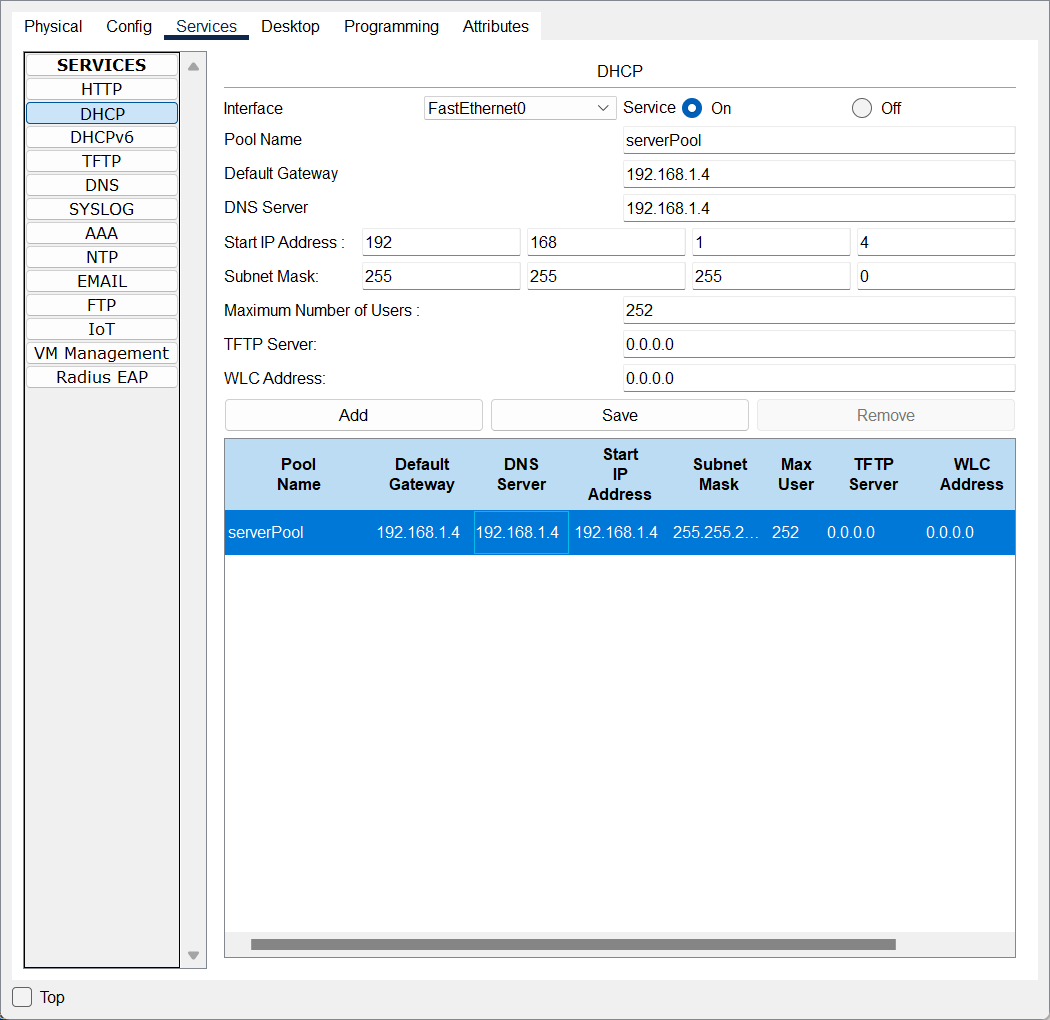 Physical Config Services Desktop Programming Attributes
SERVICES
HTTP
DHCP
DHCPv6
TFTP
DNS
SYSLOG
AAA
NTP
EMAIL
FTP
IoT
VM Management
Radius EAP
DHCP
Interface FastEthernet0 Service On Off
Pool Name serverPool
Default Gateway 192.168.1.4
DNS Server 192.168.1.4
Start IP Address : 192 168 1 4
Subnet Mask: 255 255 255 0
Maximum Number of Users : 252
TFTP Server: 0.0.0.0
WLC Address: 0.0.0.0
Add Save Remove
Pool Name Default Gateway DNS Server Start IP Address Subnet Mask Max User TFTP Server WLC Address
serverPool 192.168.1.4 192.168.1.4 192.168.1.4 255.255.2... 252 0.0.0.0 0.0.0.0
Top